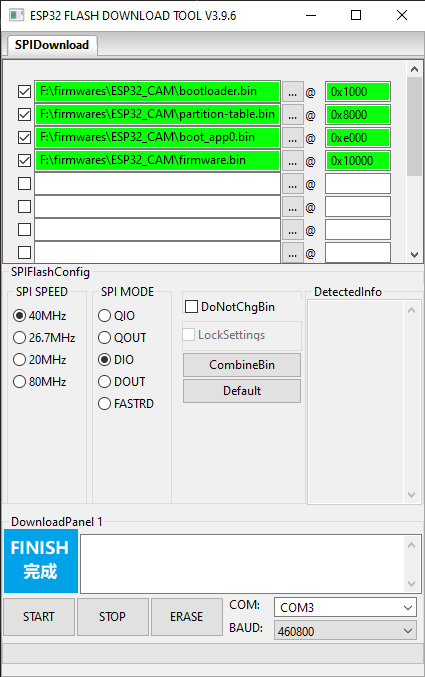 ESP32 FLASH DOWNLOAD TOOL V3.9.6
SPIDownload
F:\firmwares\ESP32_CAM\bootloader.bin ... @ 0x1000
F:\firmwares\ESP32_CAM\partition-table.bin ... @ 0x8000
F:\firmwares\ESP32_CAM\boot_app0.bin ... @ 0xe000
F:\firmwares\ESP32_CAM\firmware.bin ... @ 0x10000
... @
... @
... @
... @
SPIFlashConfig
SPI SPEED
40MHz
26.7MHz
20MHz
80MHz
SPI MODE
QIO
QOUT
DIO
DOUT
FASTRD
DoNotChgBin
LockSettings
CombineBin
Default
DetectedInfo
DownloadPanel 1
FINISH
完成
START STOP ERASE
COM: COM3
BAUD: 460800